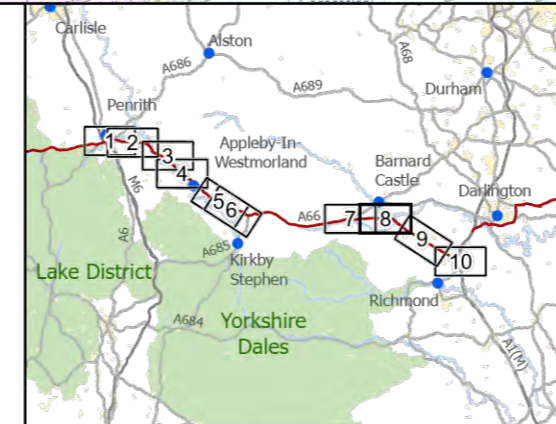 Carlisle
Alston
A68
A686
A689
Durham
Penrith
1
2
3
4
5
6
Appleby-In
Westmorland
Barnard
Castle
Darlington
M6
A6
A66
7
8
9
10
A685
Kirkby
Stephen
Lake District
Richmond
A684
Yorkshire
Dales
A1(M)